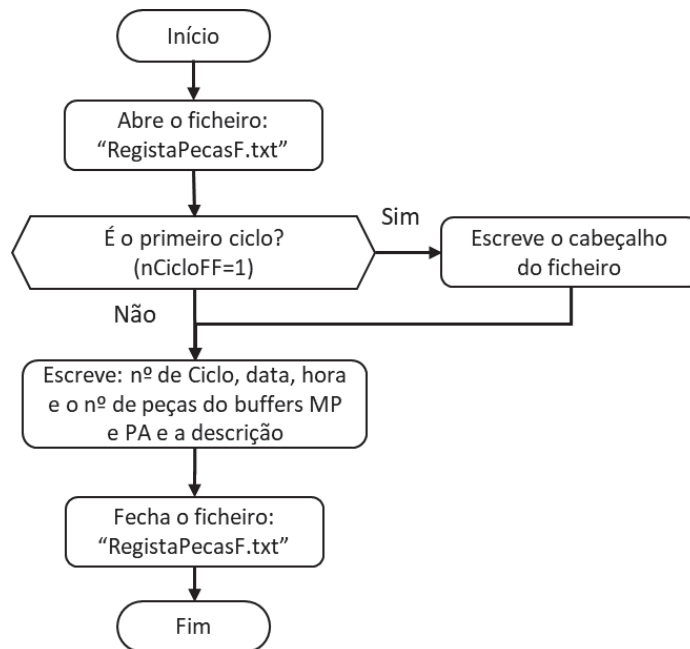 Início
Abre o ficheiro:
“RegistaPecasF.txt”
É o primeiro ciclo?
(nCicloFF=1)
Sim
Escreve o cabeçalho
do ficheiro
Não
Escreve: nº de Ciclo, data, hora
e o nº de peças do buffers MP
e PA e a descrição
Fecha o ficheiro:
“RegistaPecasF.txt”
Fim